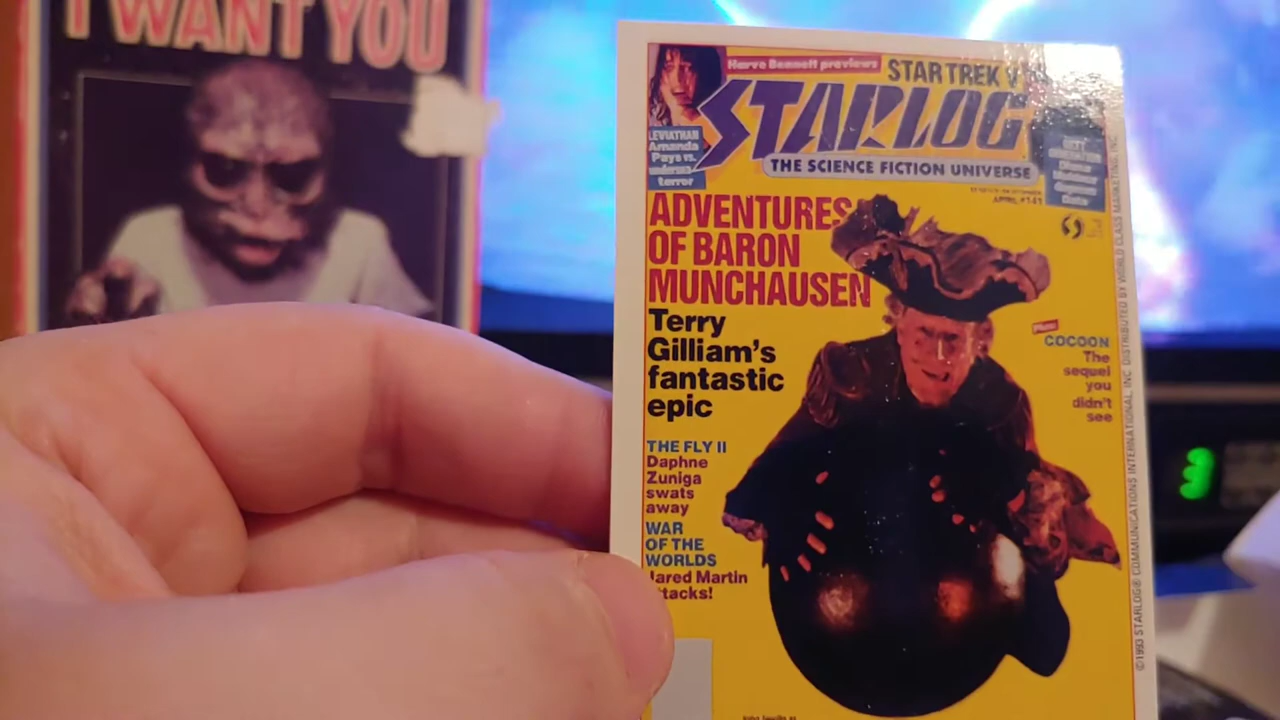 I WANT YOU
Harve Bennett previews
STAR TREK V
STARLOG
THE SCIENCE FICTION UNIVERSE
LEVIATHAN
Amanda
Pays vs.
terror
APRIL #141
ADVENTURES
OF BARON
MUNCHAUSEN
Terry
Gilliam's
fantastic
epic
Plus:
COCOON
The
sequel
you
didn't
see
THE FLY II
Daphne
Zuniga
swats
away
WAR
OF THE
WORLDS
Jared Martin
ttacks!
©1993 STARLOG® COMMUNICATIONS INTERNATIONAL, INC. DISTRIBUTED BY WORLD CLASS MARKETING, INC.
3